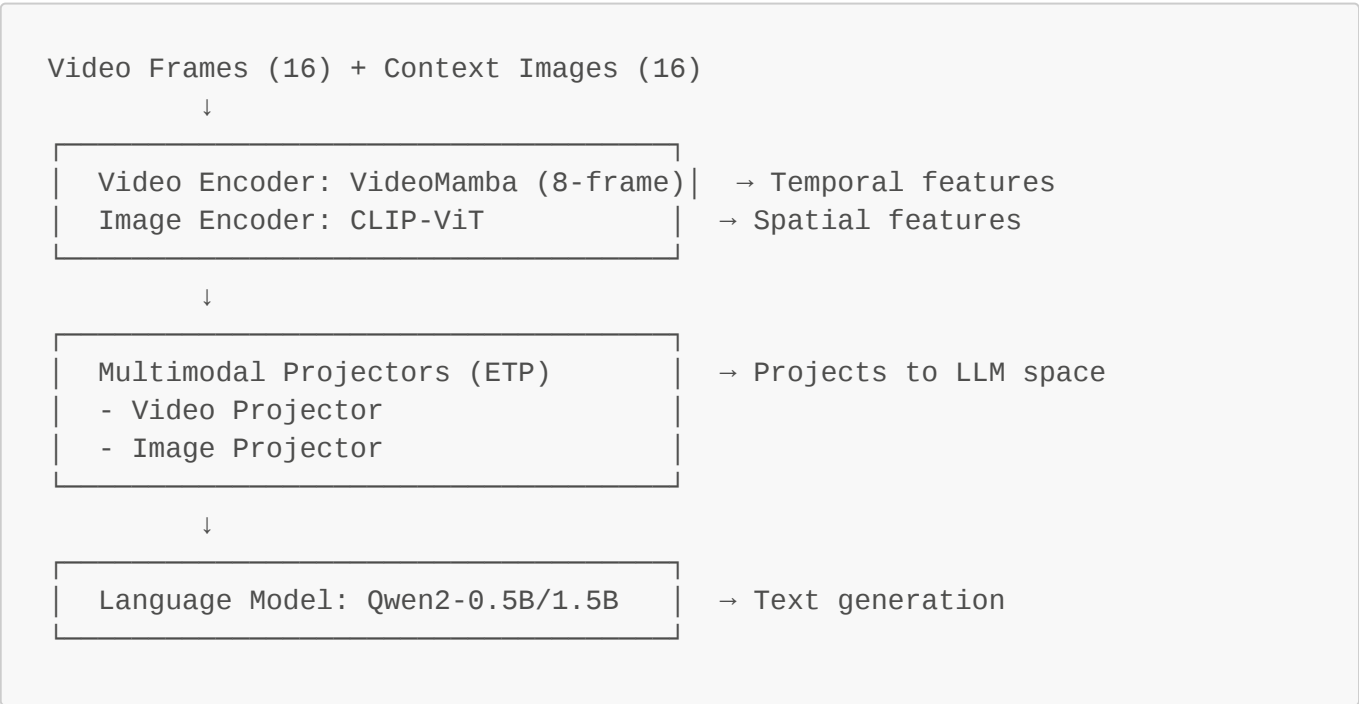 Video Frames (16) + Context Images (16)
↓
Video Encoder: VideoMamba (8-frame) → Temporal features
Image Encoder: CLIP-ViT → Spatial features
↓
Multimodal Projectors (ETP) → Projects to LLM space
- Video Projector
- Image Projector
↓
Language Model: Qwen2-0.5B/1.5B → Text generation